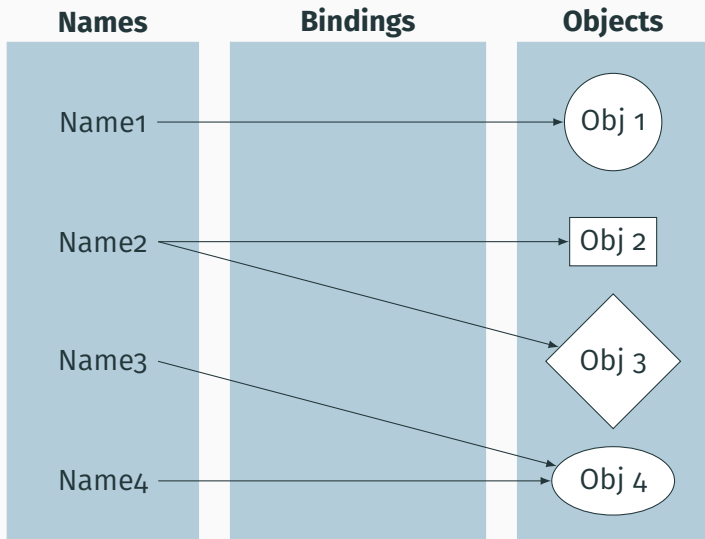 Names Bindings Objects
Name1 Obj 1
Name2 Obj 2
Name3 Obj 3
Name4 Obj 4